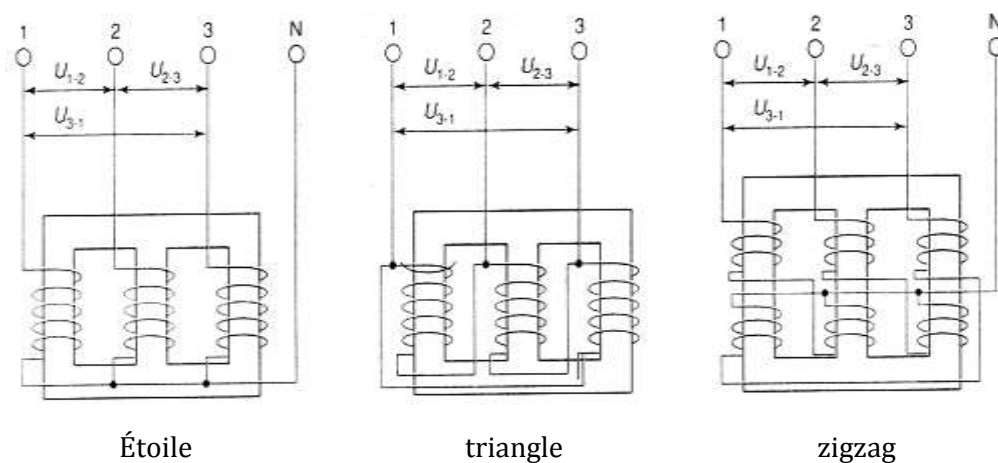 1 2 3 N
U1-2 U2-3
U3-1
1 2 3
U1-2 U2-3
U3-1
1 2 3 N
U1-2 U2-3
U3-1
Étoile
triangle
zigzag